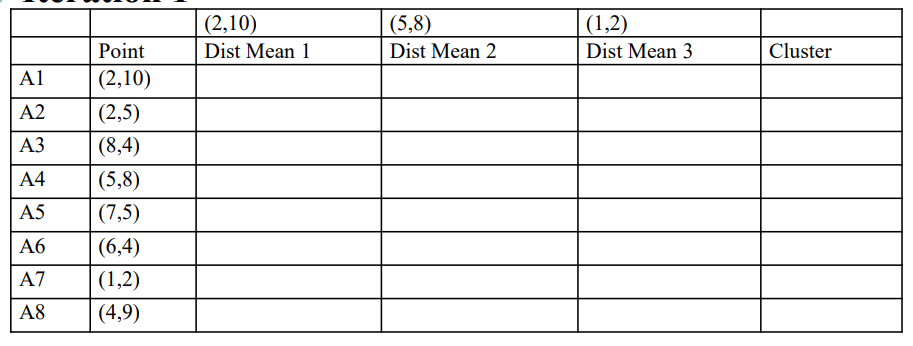 Iteration 1
(2,10) (5,8) (1,2)
Point Dist Mean 1 Dist Mean 2 Dist Mean 3 Cluster
A1 (2,10)
A2 (2,5)
A3 (8,4)
A4 (5,8)
A5 (7,5)
A6 (6,4)
A7 (1,2)
A8 (4,9)